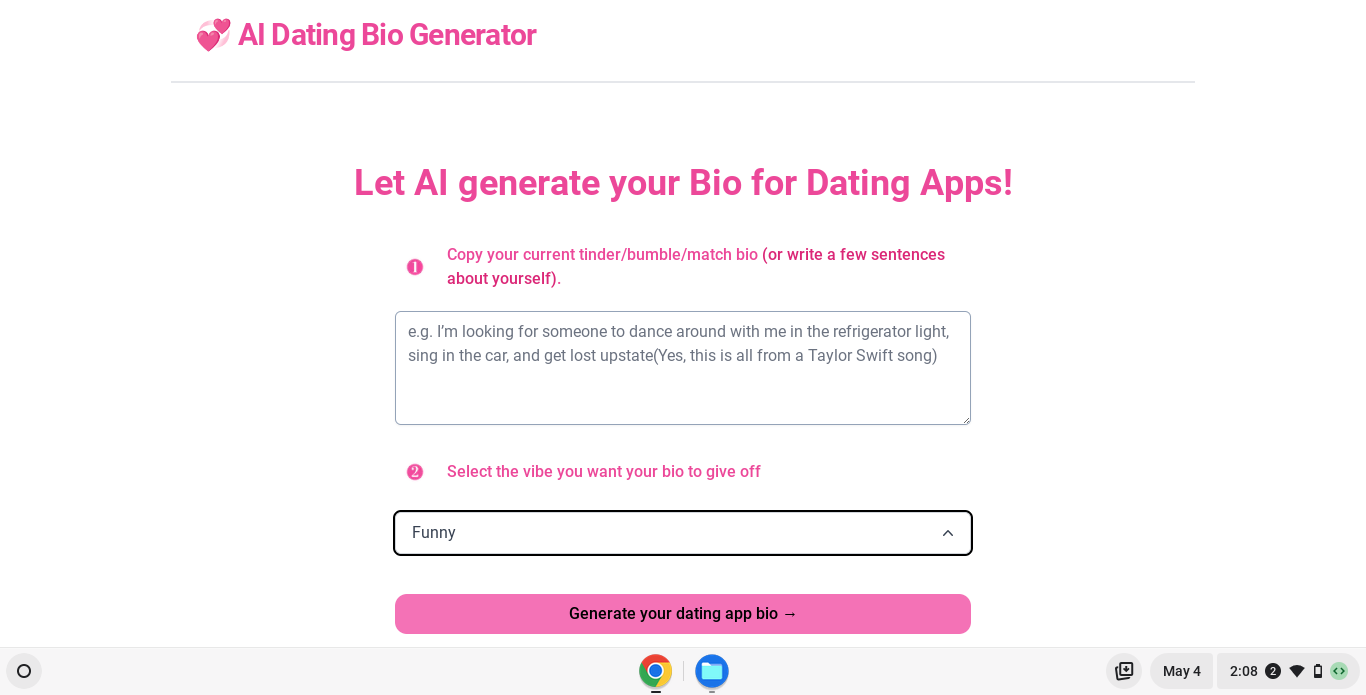 AI Dating Bio Generator
Let AI generate your Bio for Dating Apps!
1
Copy your current tinder/bumble/match bio (or write a few sentences
about yourself).
e.g. I’m looking for someone to dance around with me in the refrigerator light,
sing in the car, and get lost upstate(Yes, this is all from a Taylor Swift song)
2
Select the vibe you want your bio to give off
Funny
Generate your dating app bio →
May 4
2:08
2